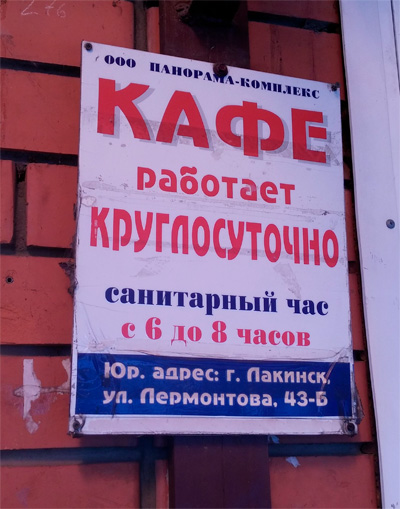 ООО ПАНОРАМА-КОМПЛЕКС
КАФЕ
работает
КРУГЛОСУТОЧНО
санитарный час
с 6 до 8 часов
Юр. адрес: г. Лакинск,
ул. Лермонтова, 43-Б